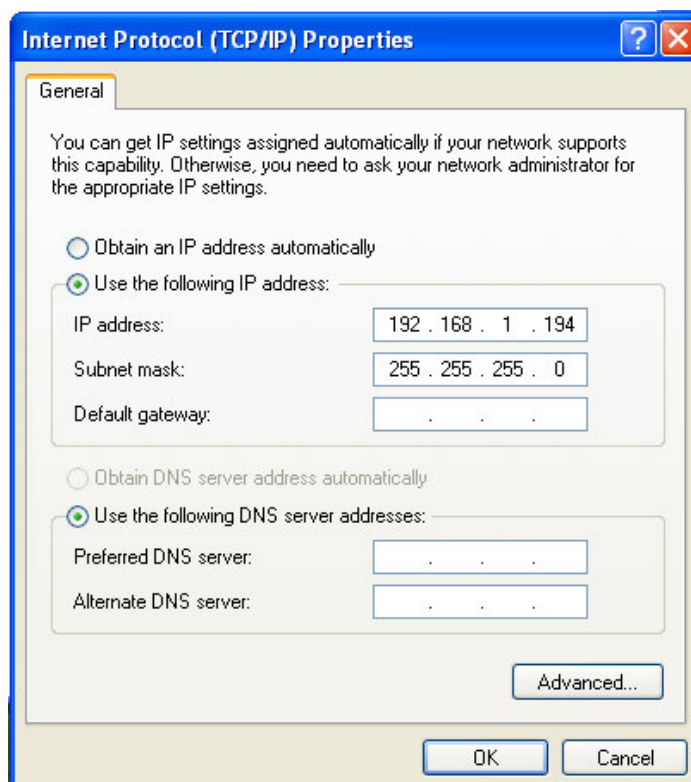 Internet Protocol (TCP/IP) Properties
General
You can get IP settings assigned automatically if your network supports
this capability. Otherwise, you need to ask your network administrator for
the appropriate IP settings.
Obtain an IP address automatically
Use the following IP address:
IP address: 192 . 168 . 1 . 194
Subnet mask: 255 . 255 . 255 . 0
Default gateway: . . .
Obtain DNS server address automatically
Use the following DNS server addresses:
Preferred DNS server: . . .
Alternate DNS server: . . .
Advanced...
OK Cancel